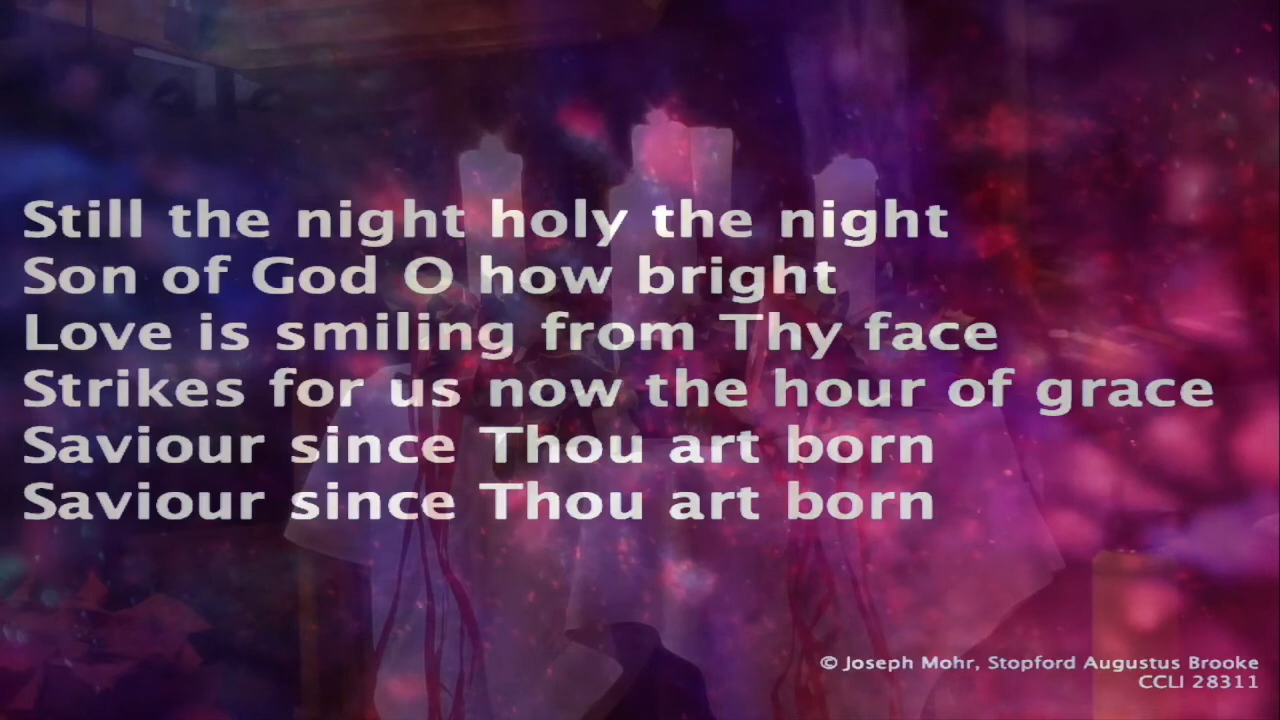 Still the night holy the night
Son of God O how bright
Love is smiling from Thy face
Strikes for us now the hour of grace
Saviour since Thou art born
Saviour since Thou art born
© Joseph Mohr, Stopford Augustus Brooke
CCLI 28311